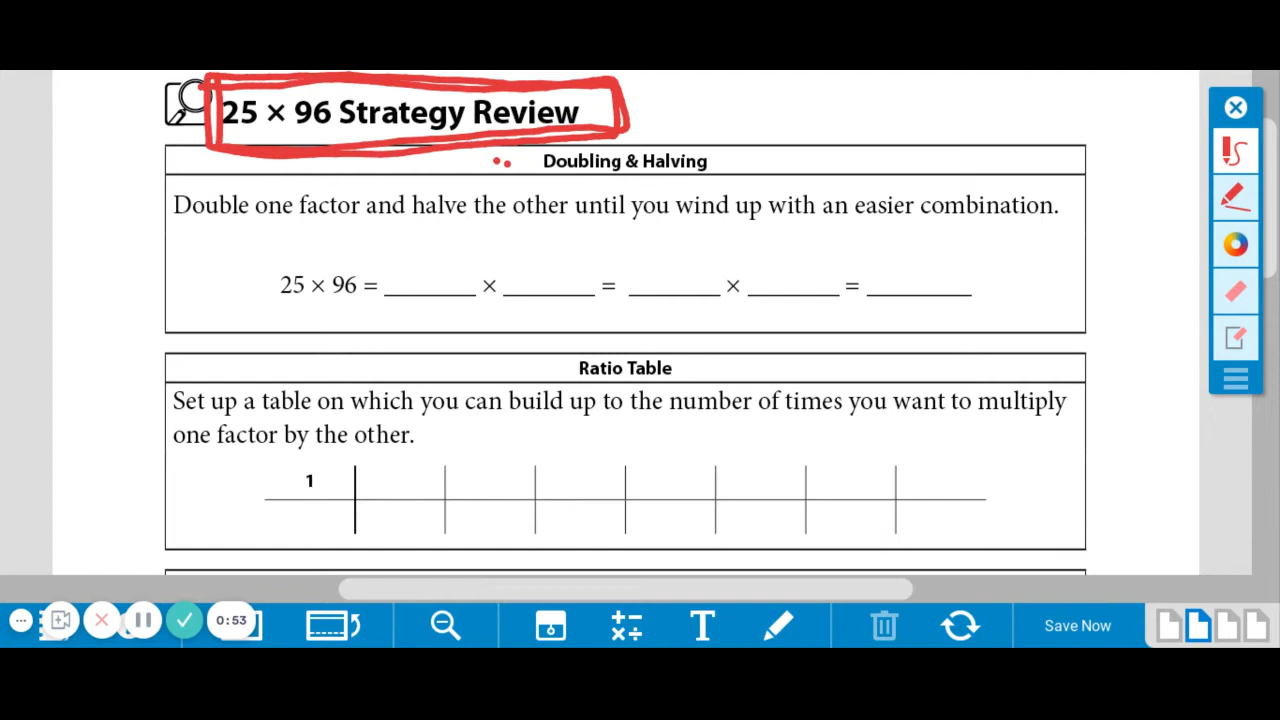 25 × 96 Strategy Review
Doubling & Halving
Double one factor and halve the other until you wind up with an easier combination.
25 × 96 = ________ × ________ = ________ × ________ = _________
Ratio Table
Set up a table on which you can build up to the number of times you want to multiply
one factor by the other.
1
0:53
T
Save Now